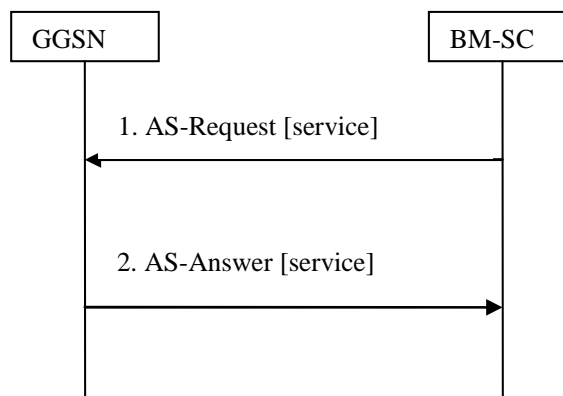 GGSN
BM-SC
1. AS-Request [service]
2. AS-Answer [service]